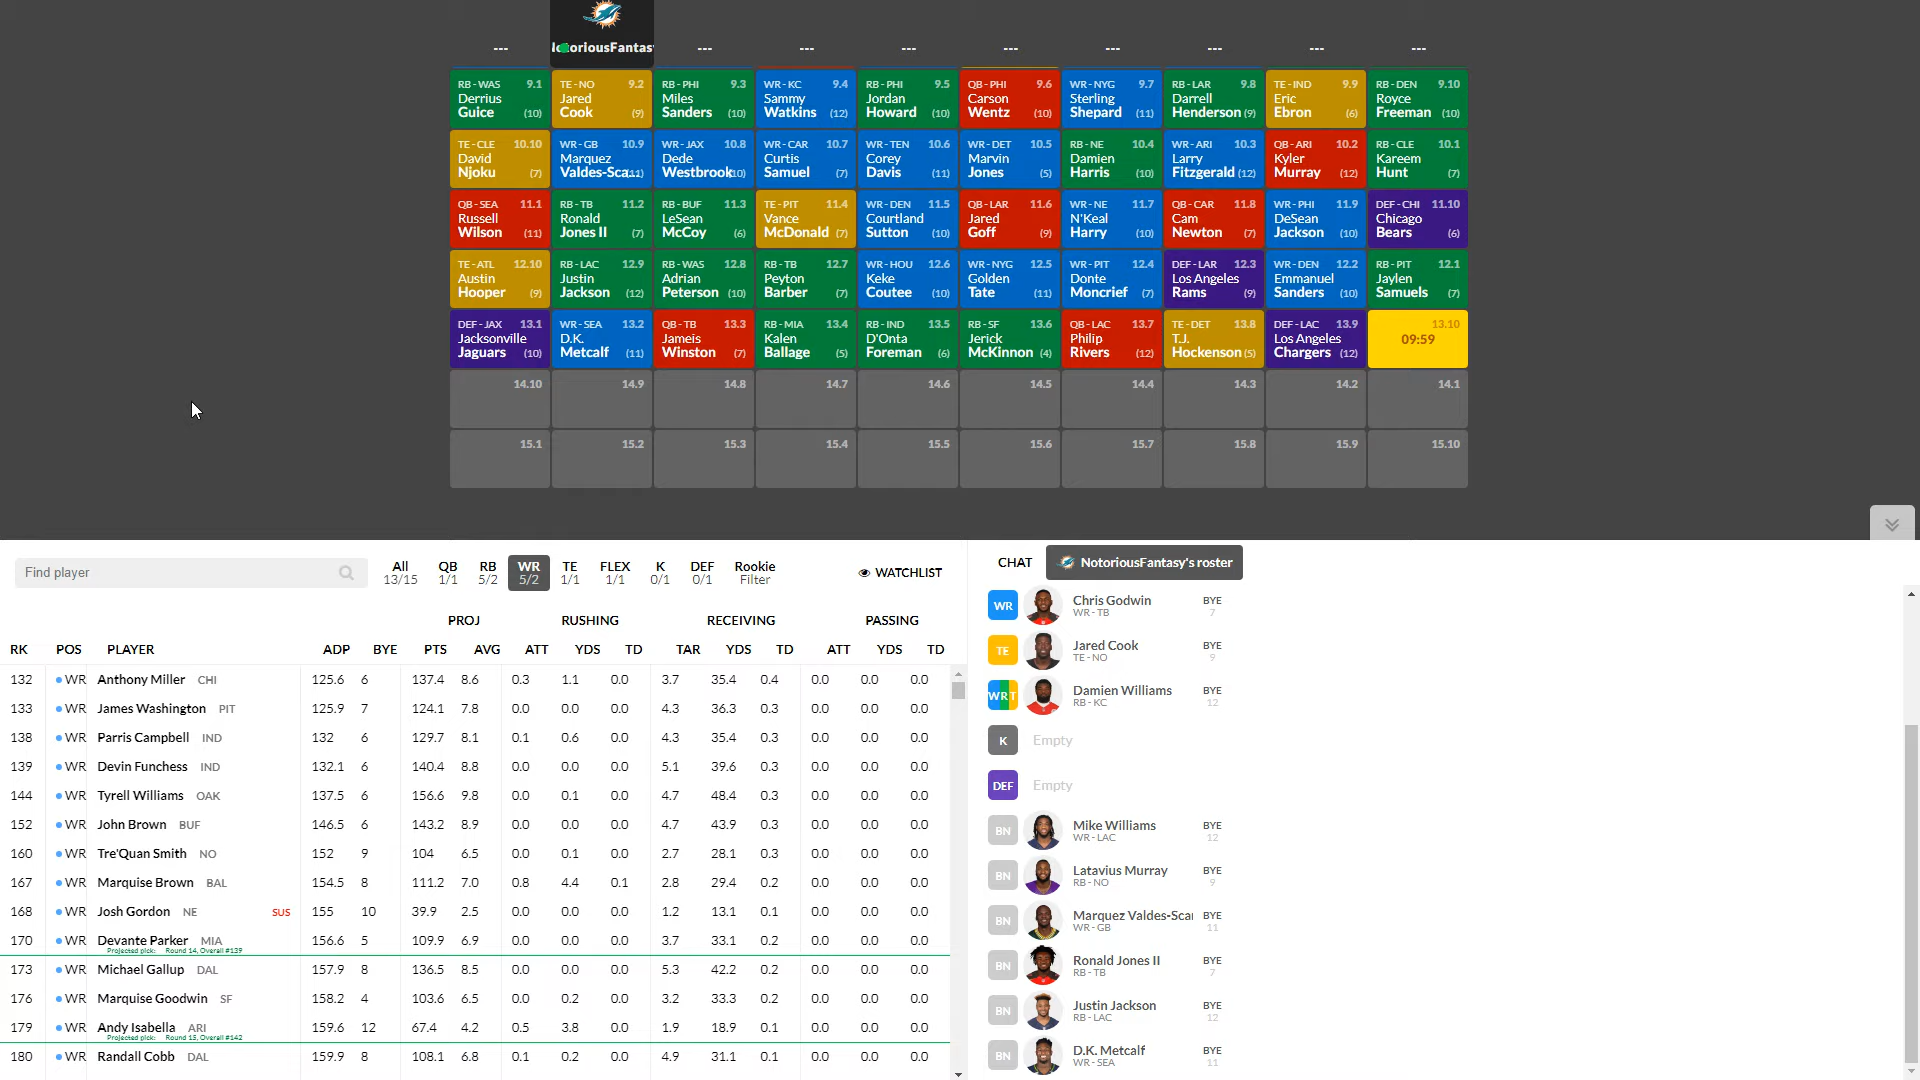 --- NotoriousFantasy --- --- --- --- --- --- --- ---
RB - WAS 9.1 TE - NO 9.2 RB - PHI 9.3 WR - KC 9.4 RB - PHI 9.5 QB - PHI 9.6 WR - NYG 9.7 RB - LAR 9.8 TE - IND 9.9 RB - DEN 9.10
Derrius Jared Miles Sammy Jordan Carson Sterling Darrell Eric Royce
Guice (10) Cook (9) Sanders (10) Watkins (12) Howard (10) Wentz (10) Shepard (11) Henderson (9) Ebron (6) Freeman (10)
TE - CLE 10.10 WR - GB 10.9 WR - JAX 10.8 WR - CAR 10.7 WR - TEN 10.6 WR - DET 10.5 RB - NE 10.4 WR - ARI 10.3 QB - ARI 10.2 RB - CLE 10.1
David Marquez Dede Curtis Corey Marvin Damien Larry Kyler Kareem
Njoku (7) Valdes-Sca... (11) Westbrook (10) Samuel (7) Davis (11) Jones (5) Harris (10) Fitzgerald (12) Murray (12) Hunt (7)
QB - SEA 11.1 RB - TB 11.2 RB - BUF 11.3 TE - PIT 11.4 WR - DEN 11.5 QB - LAR 11.6 WR - NE 11.7 QB - CAR 11.8 WR - PHI 11.9 DEF - CHI 11.10
Russell Ronald LeSean Vance Courtland Jared N'Keal Cam DeSean Chicago
Wilson (11) Jones II (7) McCoy (6) McDonald (7) Sutton (10) Goff (9) Harry (10) Newton (7) Jackson (10) Bears (6)
TE - ATL 12.10 RB - LAC 12.9 RB - WAS 12.8 RB - TB 12.7 WR - HOU 12.6 WR - NYG 12.5 WR - PIT 12.4 DEF - LAR 12.3 WR - DEN 12.2 RB - PIT 12.1
Austin Justin Adrian Peyton Keke Golden Donte Los Angeles Emmanuel Jaylen
Hooper (9) Jackson (12) Peterson (10) Barber (7) Coutee (10) Tate (11) Moncrief (7) Rams (9) Sanders (10) Samuels (7)
DEF - JAX 13.1 WR - SEA 13.2 QB - TB 13.3 RB - MIA 13.4 RB - IND 13.5 RB - SF 13.6 QB - LAC 13.7 TE - DET 13.8 DEF - LAC 13.9 13.10
Jacksonville D.K. Jameis Kalen D'Onta Jerick Philip T.J. Los Angeles 09:59
Jaguars (10) Metcalf (11) Winston (7) Ballage (5) Foreman (6) McKinnon (4) Rivers (12) Hockenson (5) Chargers (12)
14.10 14.9 14.8 14.7 14.6 14.5 14.4 14.3 14.2 14.1
15.1 15.2 15.3 15.4 15.5 15.6 15.7 15.8 15.9 15.10
Find player All QB RB WR TE FLEX K DEF Rookie WATCHLIST
13/15 1/1 5/2 5/2 1/1 1/1 0/1 0/1 Filter
PROJ RUSHING RECEIVING PASSING
RK POS PLAYER ADP BYE PTS AVG ATT YDS TD TAR YDS TD ATT YDS TD
132 WR Anthony Miller CHI 125.6 6 137.4 8.6 0.3 1.1 0.0 3.7 35.4 0.4 0.0 0.0 0.0
133 WR James Washington PIT 125.9 7 124.1 7.8 0.0 0.0 0.0 4.3 36.3 0.3 0.0 0.0 0.0
138 WR Parris Campbell IND 132 6 129.7 8.1 0.1 0.6 0.0 4.3 35.4 0.3 0.0 0.0 0.0
139 WR Devin Funchess IND 132.1 6 140.4 8.8 0.0 0.0 0.0 5.1 39.6 0.3 0.0 0.0 0.0
144 WR Tyrell Williams OAK 137.5 6 156.6 9.8 0.0 0.1 0.0 4.7 48.4 0.3 0.0 0.0 0.0
152 WR John Brown BUF 146.5 6 143.2 8.9 0.0 0.0 0.0 4.7 43.9 0.3 0.0 0.0 0.0
160 WR Tre'Quan Smith NO 152 9 104 6.5 0.0 0.1 0.0 2.7 28.1 0.3 0.0 0.0 0.0
167 WR Marquise Brown BAL 154.5 8 111.2 7.0 0.8 4.4 0.1 2.8 29.4 0.2 0.0 0.0 0.0
168 WR Josh Gordon NE SUS 155 10 39.9 2.5 0.0 0.0 0.0 1.2 13.1 0.1 0.0 0.0 0.0
170 WR Devante Parker MIA 156.6 5 109.9 6.9 0.0 0.0 0.0 3.7 33.1 0.2 0.0 0.0 0.0
Projected pick: Round 14, Overall #139
173 WR Michael Gallup DAL 157.9 8 136.5 8.5 0.0 0.0 0.0 5.3 42.2 0.2 0.0 0.0 0.0
176 WR Marquise Goodwin SF 158.2 4 103.6 6.5 0.0 0.2 0.0 3.2 33.3 0.2 0.0 0.0 0.0
179 WR Andy Isabella ARI 159.6 12 67.4 4.2 0.5 3.8 0.0 1.9 18.9 0.1 0.0 0.0 0.0
Projected pick: Round 15, Overall #142
180 WR Randall Cobb DAL 159.9 8 108.1 6.8 0.1 0.2 0.0 4.9 31.1 0.1 0.0 0.0 0.0
CHAT NotoriousFantasy's roster
WR Chris Godwin BYE
WR - TB 7
TE Jared Cook BYE
TE - NO 9
WRT Damien Williams BYE
RB - KC 12
K Empty
DEF Empty
BN Mike Williams BYE
WR - LAC 12
BN Latavius Murray BYE
RB - NO 9
BN Marquez Valdes-Scar BYE
WR - GB 11
BN Ronald Jones II BYE
RB - TB 7
BN Justin Jackson BYE
RB - LAC 12
BN D.K. Metcalf BYE
WR - SEA 11